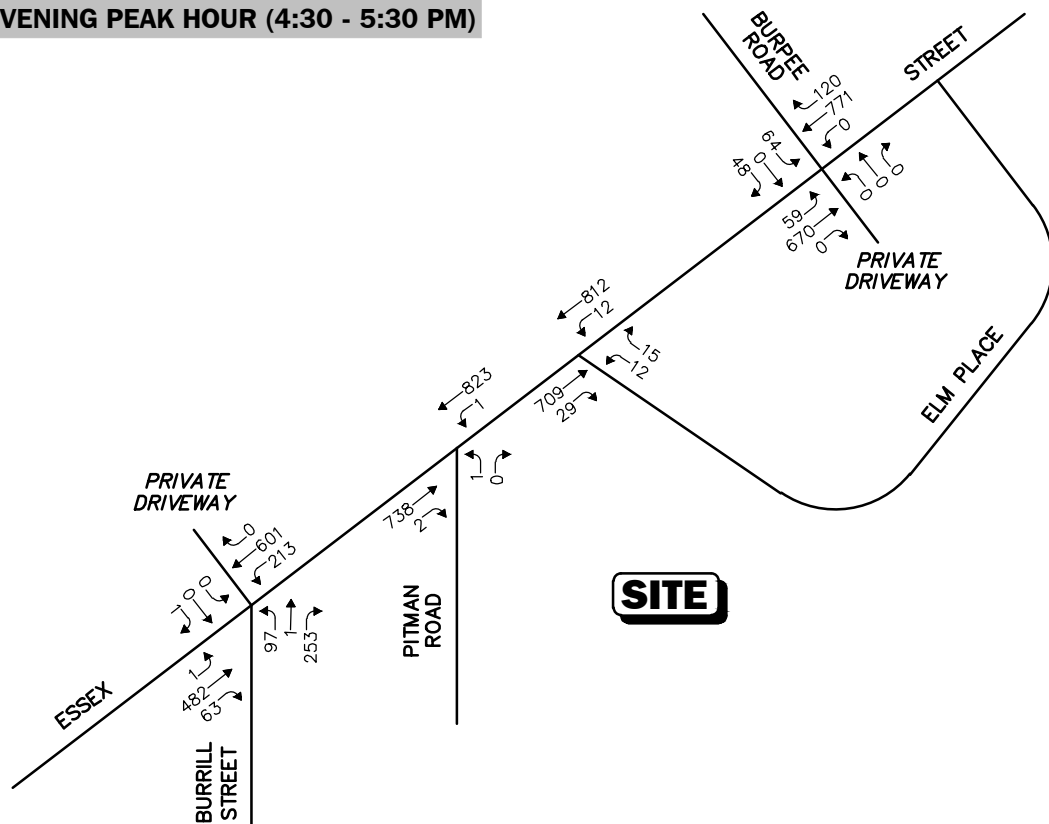 VENING PEAK HOUR (4:30 - 5:30 PM)
BURPEE
ROAD
STREET
120
771
0
64
0
48
0
0
0
59
670
0
PRIVATE
DRIVEWAY
812
12
15
12
709
29
ELM PLACE
823
1
1
0
738
2
PRIVATE
DRIVEWAY
0
601
213
0
0
1
97
1
253
1
482
63
PITMAN
ROAD
SITE
ESSEX
BURRILL
STREET